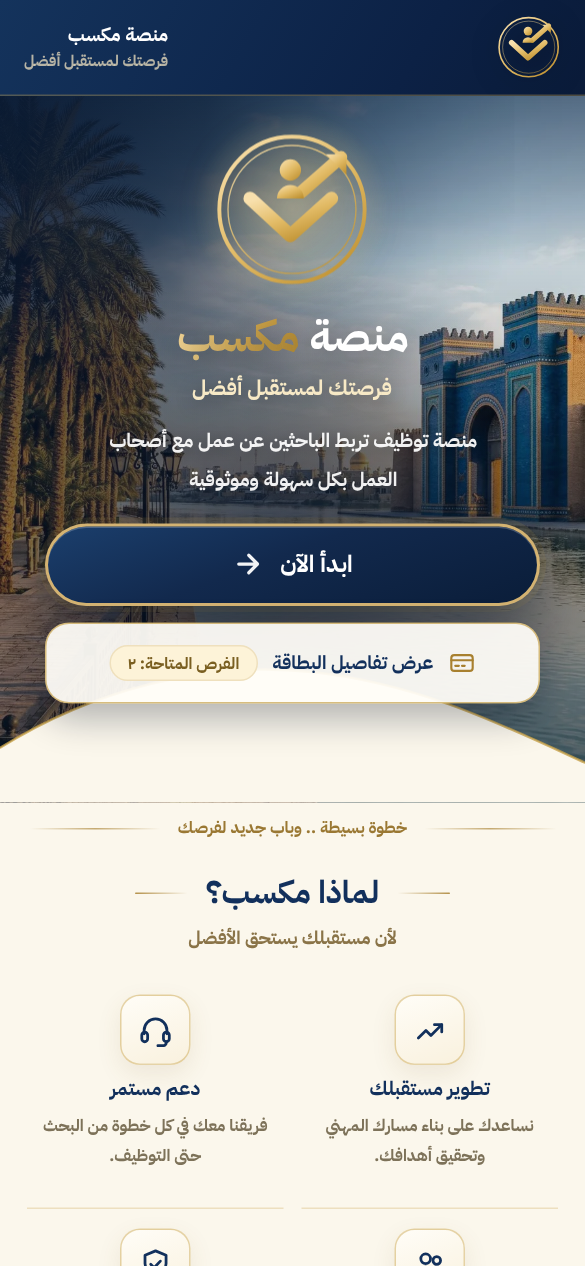 منصة مكسب
فرصتك لمستقبل أفضل
منصة مكسب
فرصتك لمستقبل أفضل
منصة توظيف تربط الباحثين عن عمل مع أصحاب
العمل بكل سهولة وموثوقية
ابدأ الآن
عرض تفاصيل البطاقة الفرص المتاحة: ٢
خطوة بسيطة .. وباب جديد لفرصك
لماذا مكسب؟
لأن مستقبلك يستحق الأفضل
تطوير مستقبلك
نساعدك على بناء مسارك المهني
وتحقيق أهدافك.
دعم مستمر
فريقنا معك في كل خطوة من البحث
حتى التوظيف.